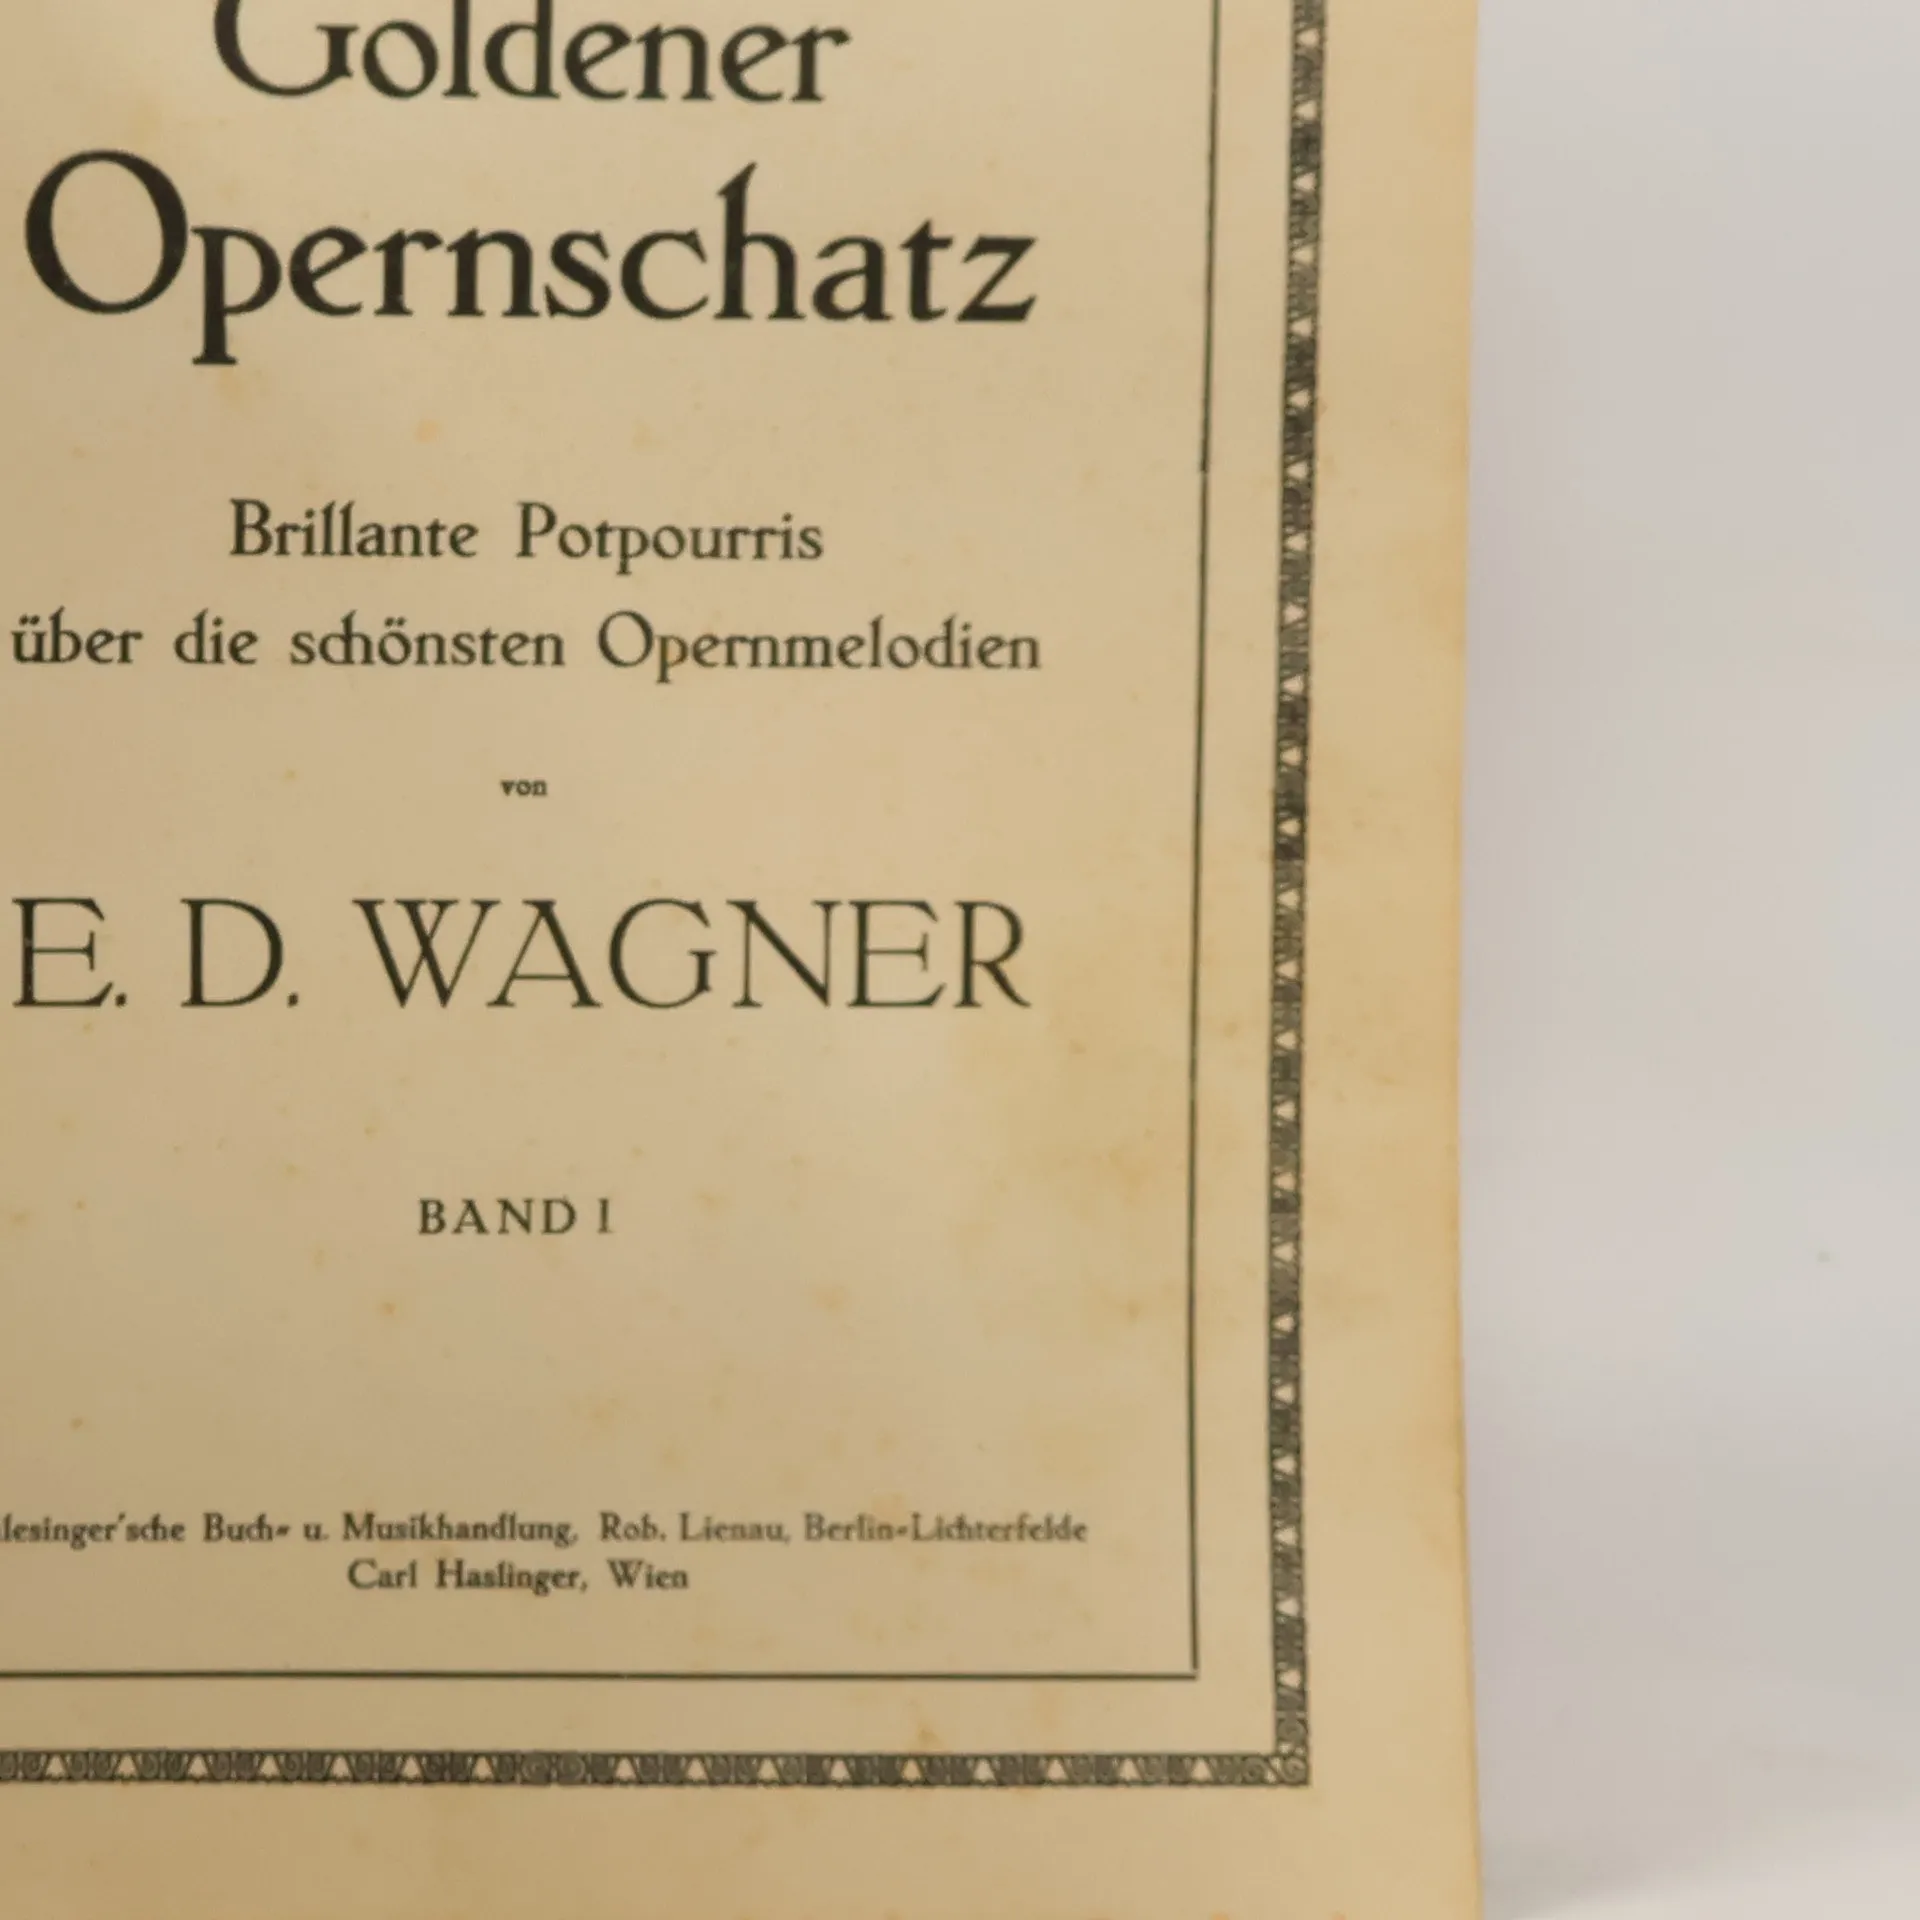 Goldener
Opernschatz
Brillante Potpourris
über die schönsten Opernmelodien
von
E. D. WAGNER
BAND I
lesinger'sche Buch- u. Musikhandlung, Rob. Lienau, Berlin-Lichterfelde
Carl Haslinger, Wien